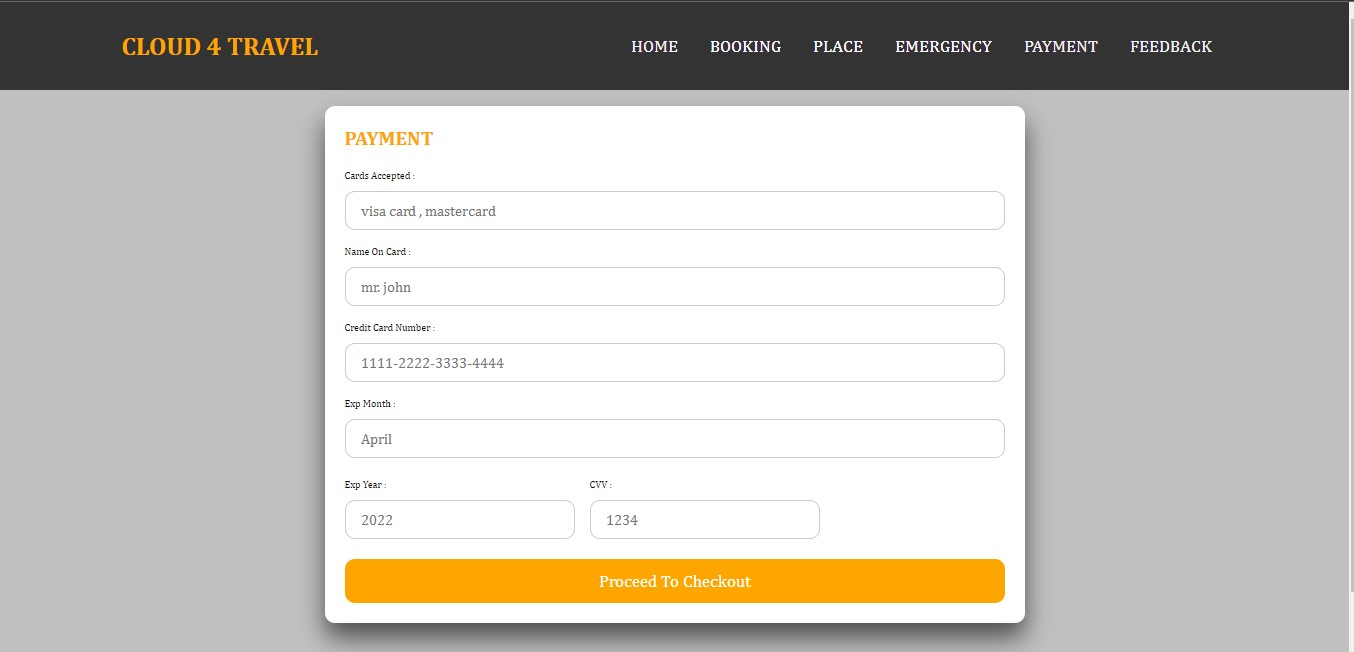 CLOUD 4 TRAVEL HOME BOOKING PLACE EMERGENCY PAYMENT FEEDBACK
PAYMENT
Cards Accepted :
visa card , mastercard
Name On Card :
mr. john
Credit Card Number :
1111-2222-3333-4444
Exp Month :
April
Exp Year : CVV :
2022 1234
Proceed To Checkout